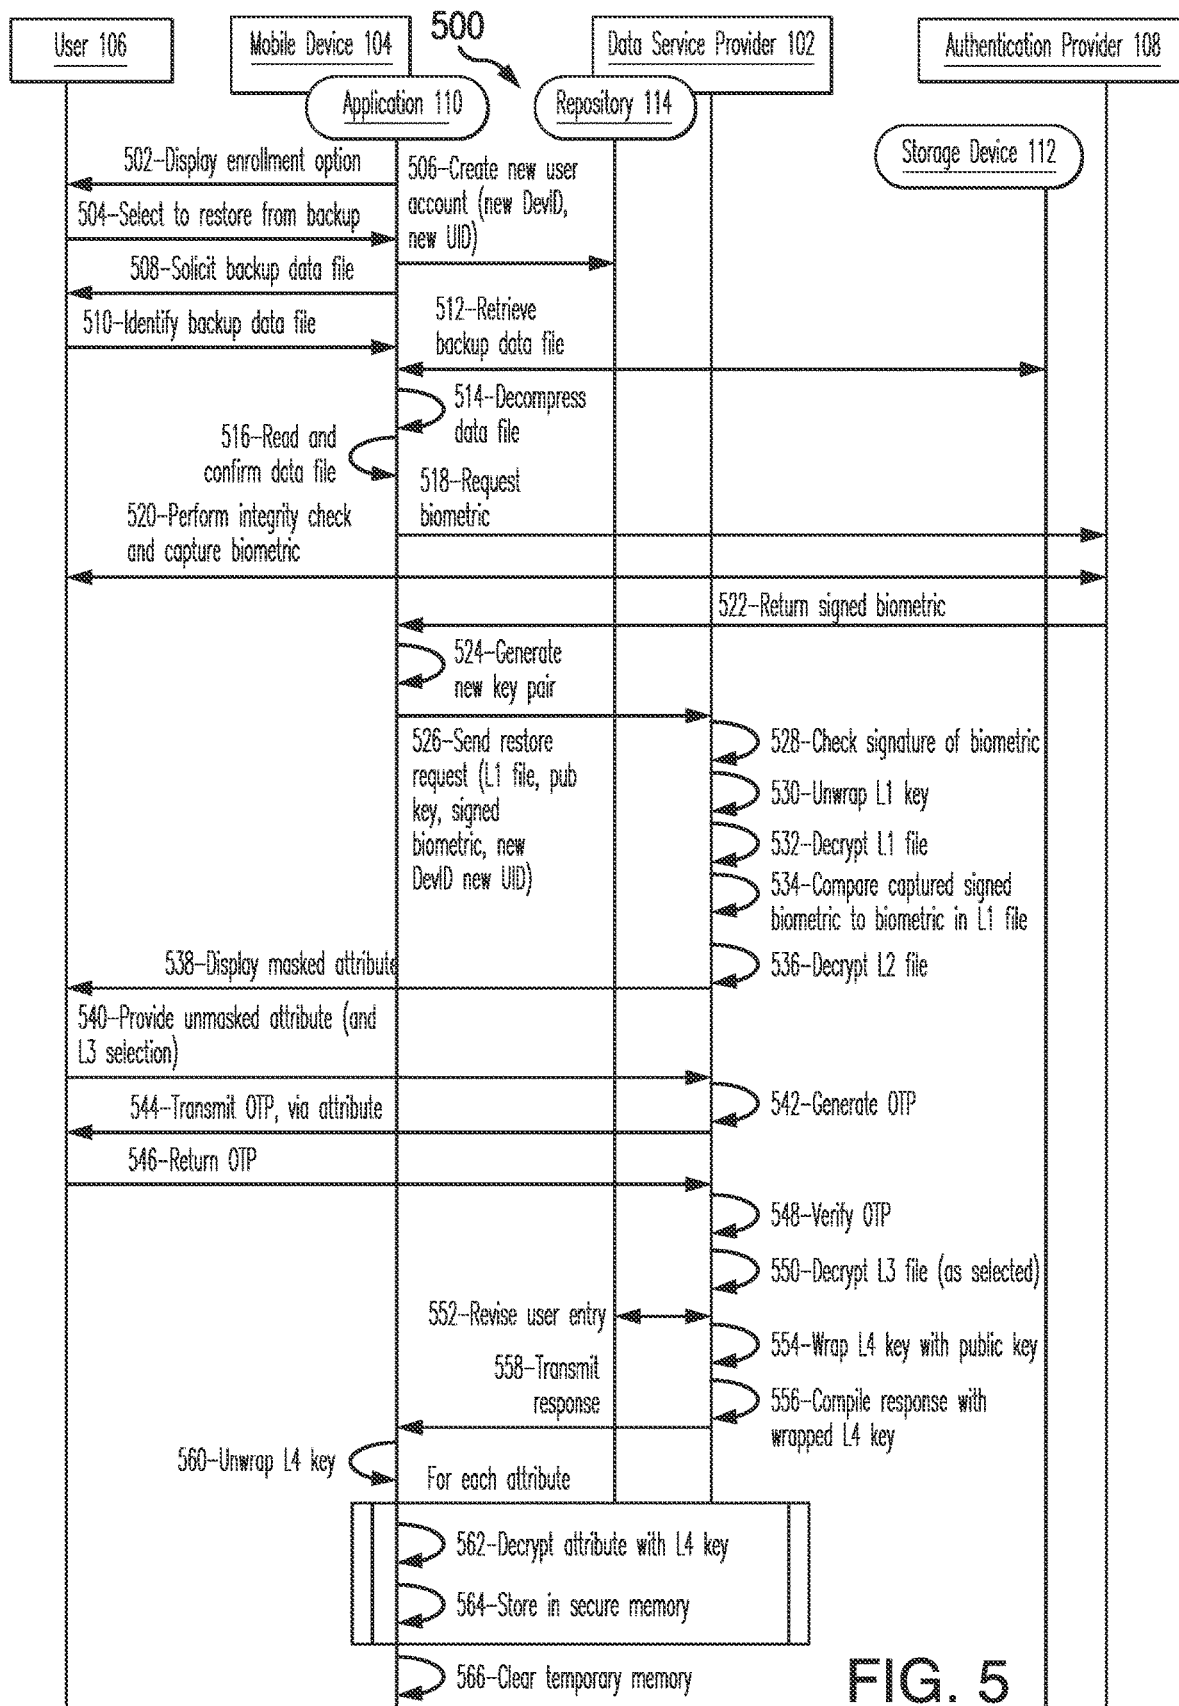 User 106
Mobile Device 104
500
Data Service Provider 102
Authentication Provider 108
Application 110
Repository 114
Storage Device 112
502–Display enrollment option
504–Select to restore from backup
506–Create new user
account (new DevID,
new UID)
508–Solicit backup data file
510–Identify backup data file
512–Retrieve
backup data file
514–Decompress
data file
516–Read and
confirm data file
518–Request
biometric
520–Perform integrity check
and capture biometric
522–Return signed biometric
524–Generate
new key pair
526–Send restore
request (L1 file, pub
key, signed
biometric, new
DevID new UID)
528–Check signature of biometric
530–Unwrap L1 key
532–Decrypt L1 file
534–Compare captured signed
biometric to biometric in L1 file
536–Decrypt L2 file
538–Display masked attribute
540–Provide unmasked attribute (and
L3 selection)
542–Generate OTP
544–Transmit OTP, via attribute
546–Return OTP
548–Verify OTP
550–Decrypt L3 file (as selected)
552–Revise user entry
554–Wrap L4 key with public key
558–Transmit
response
556–Compile response with
wrapped L4 key
560–Unwrap L4 key
For each attribute
562–Decrypt attribute with L4 key
564–Store in secure memory
566–Clear temporary memory
FIG. 5